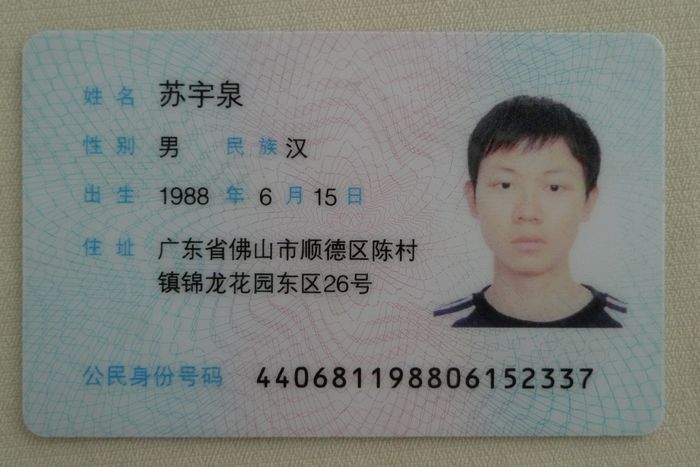 姓名 苏宇泉
性别 男 民族 汉
出生 1988 年 6 月 15 日
住址 广东省佛山市顺德区陈村
镇锦龙花园东区26号
公民身份号码 440681198806152337